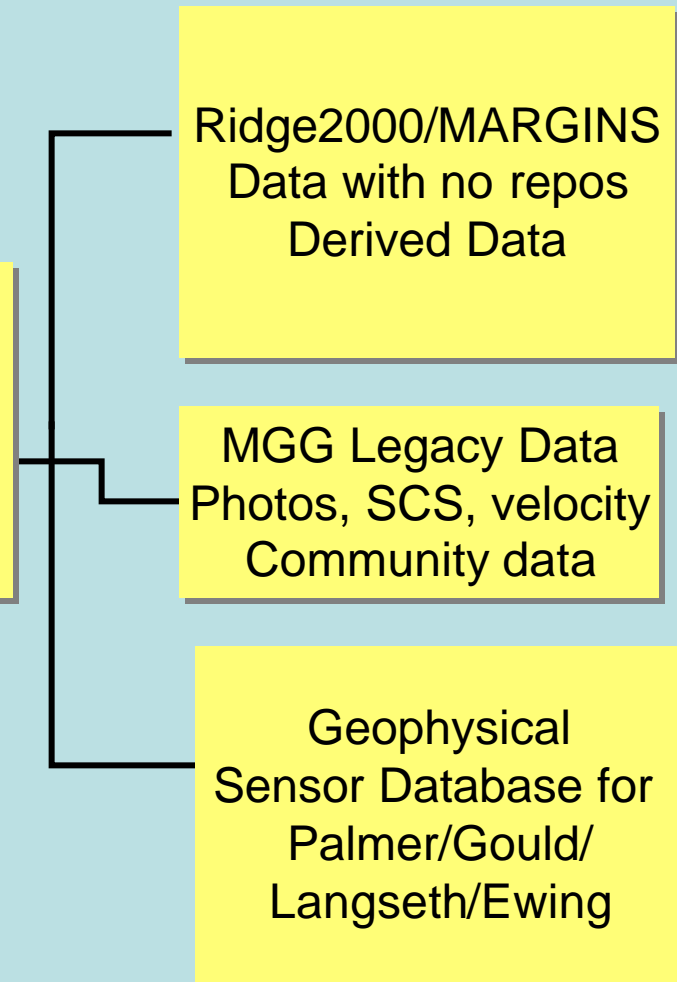 Ridge2000/MARGINS
Data with no repos
Derived Data
MGG Legacy Data
Photos, SCS, velocity
Community data
Geophysical
Sensor Database for
Palmer/Gould/
Langseth/Ewing